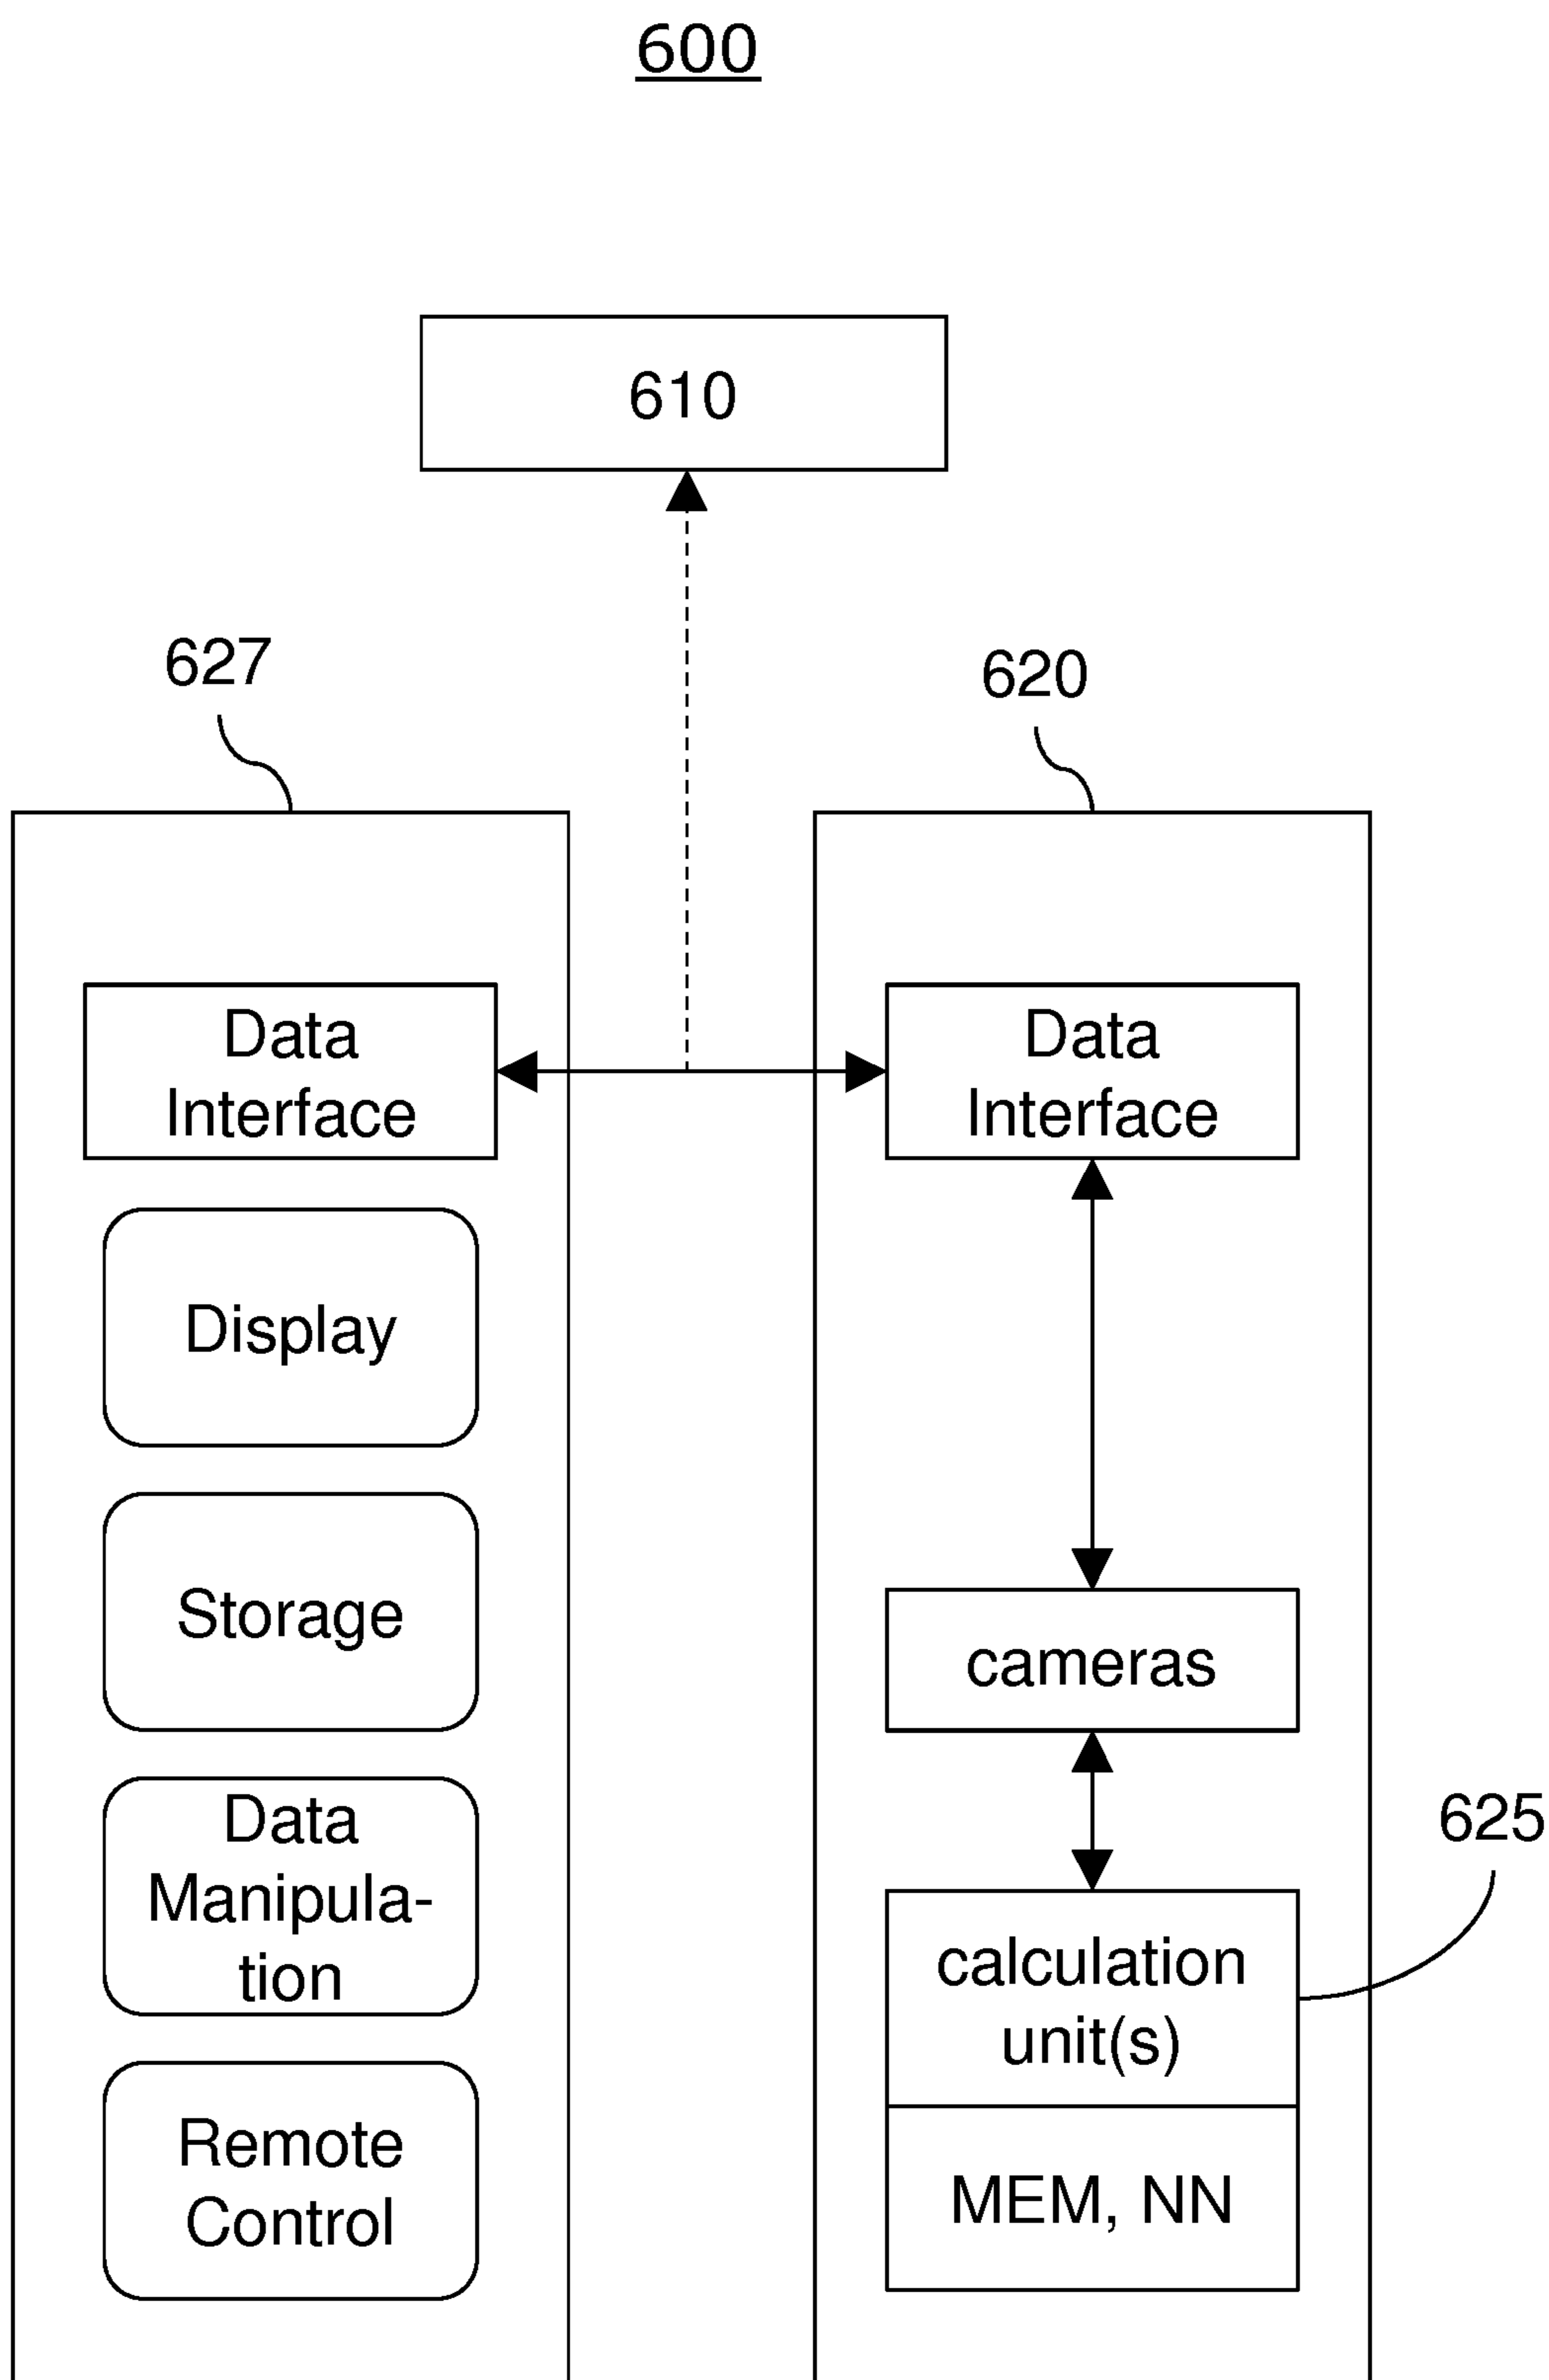 600
610
627
620
Data
Interface
Data
Interface
Display
Storage
cameras
Data
Manipula-
tion
625
calculation
unit(s)
Remote
Control
MEM, NN